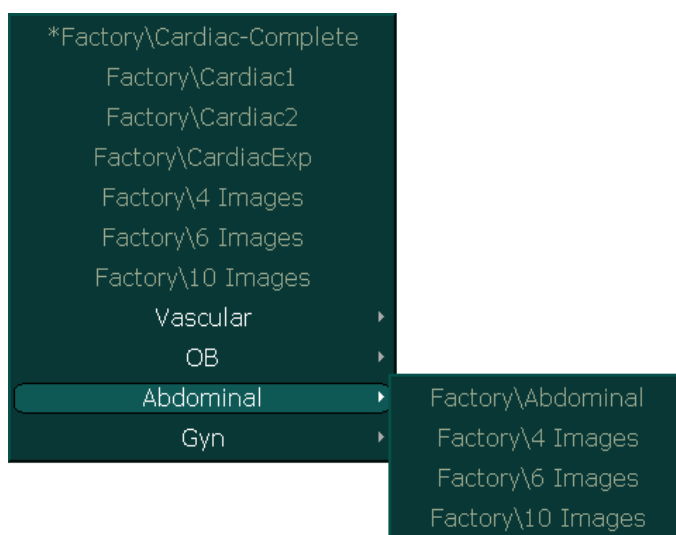 *Factory\Cardiac-Complete
Factory\Cardiac1
Factory\Cardiac2
Factory\CardiacExp
Factory\4 Images
Factory\6 Images
Factory\10 Images
Vascular
OB
Abdominal
Gyn
Factory\Abdominal
Factory\4 Images
Factory\6 Images
Factory\10 Images